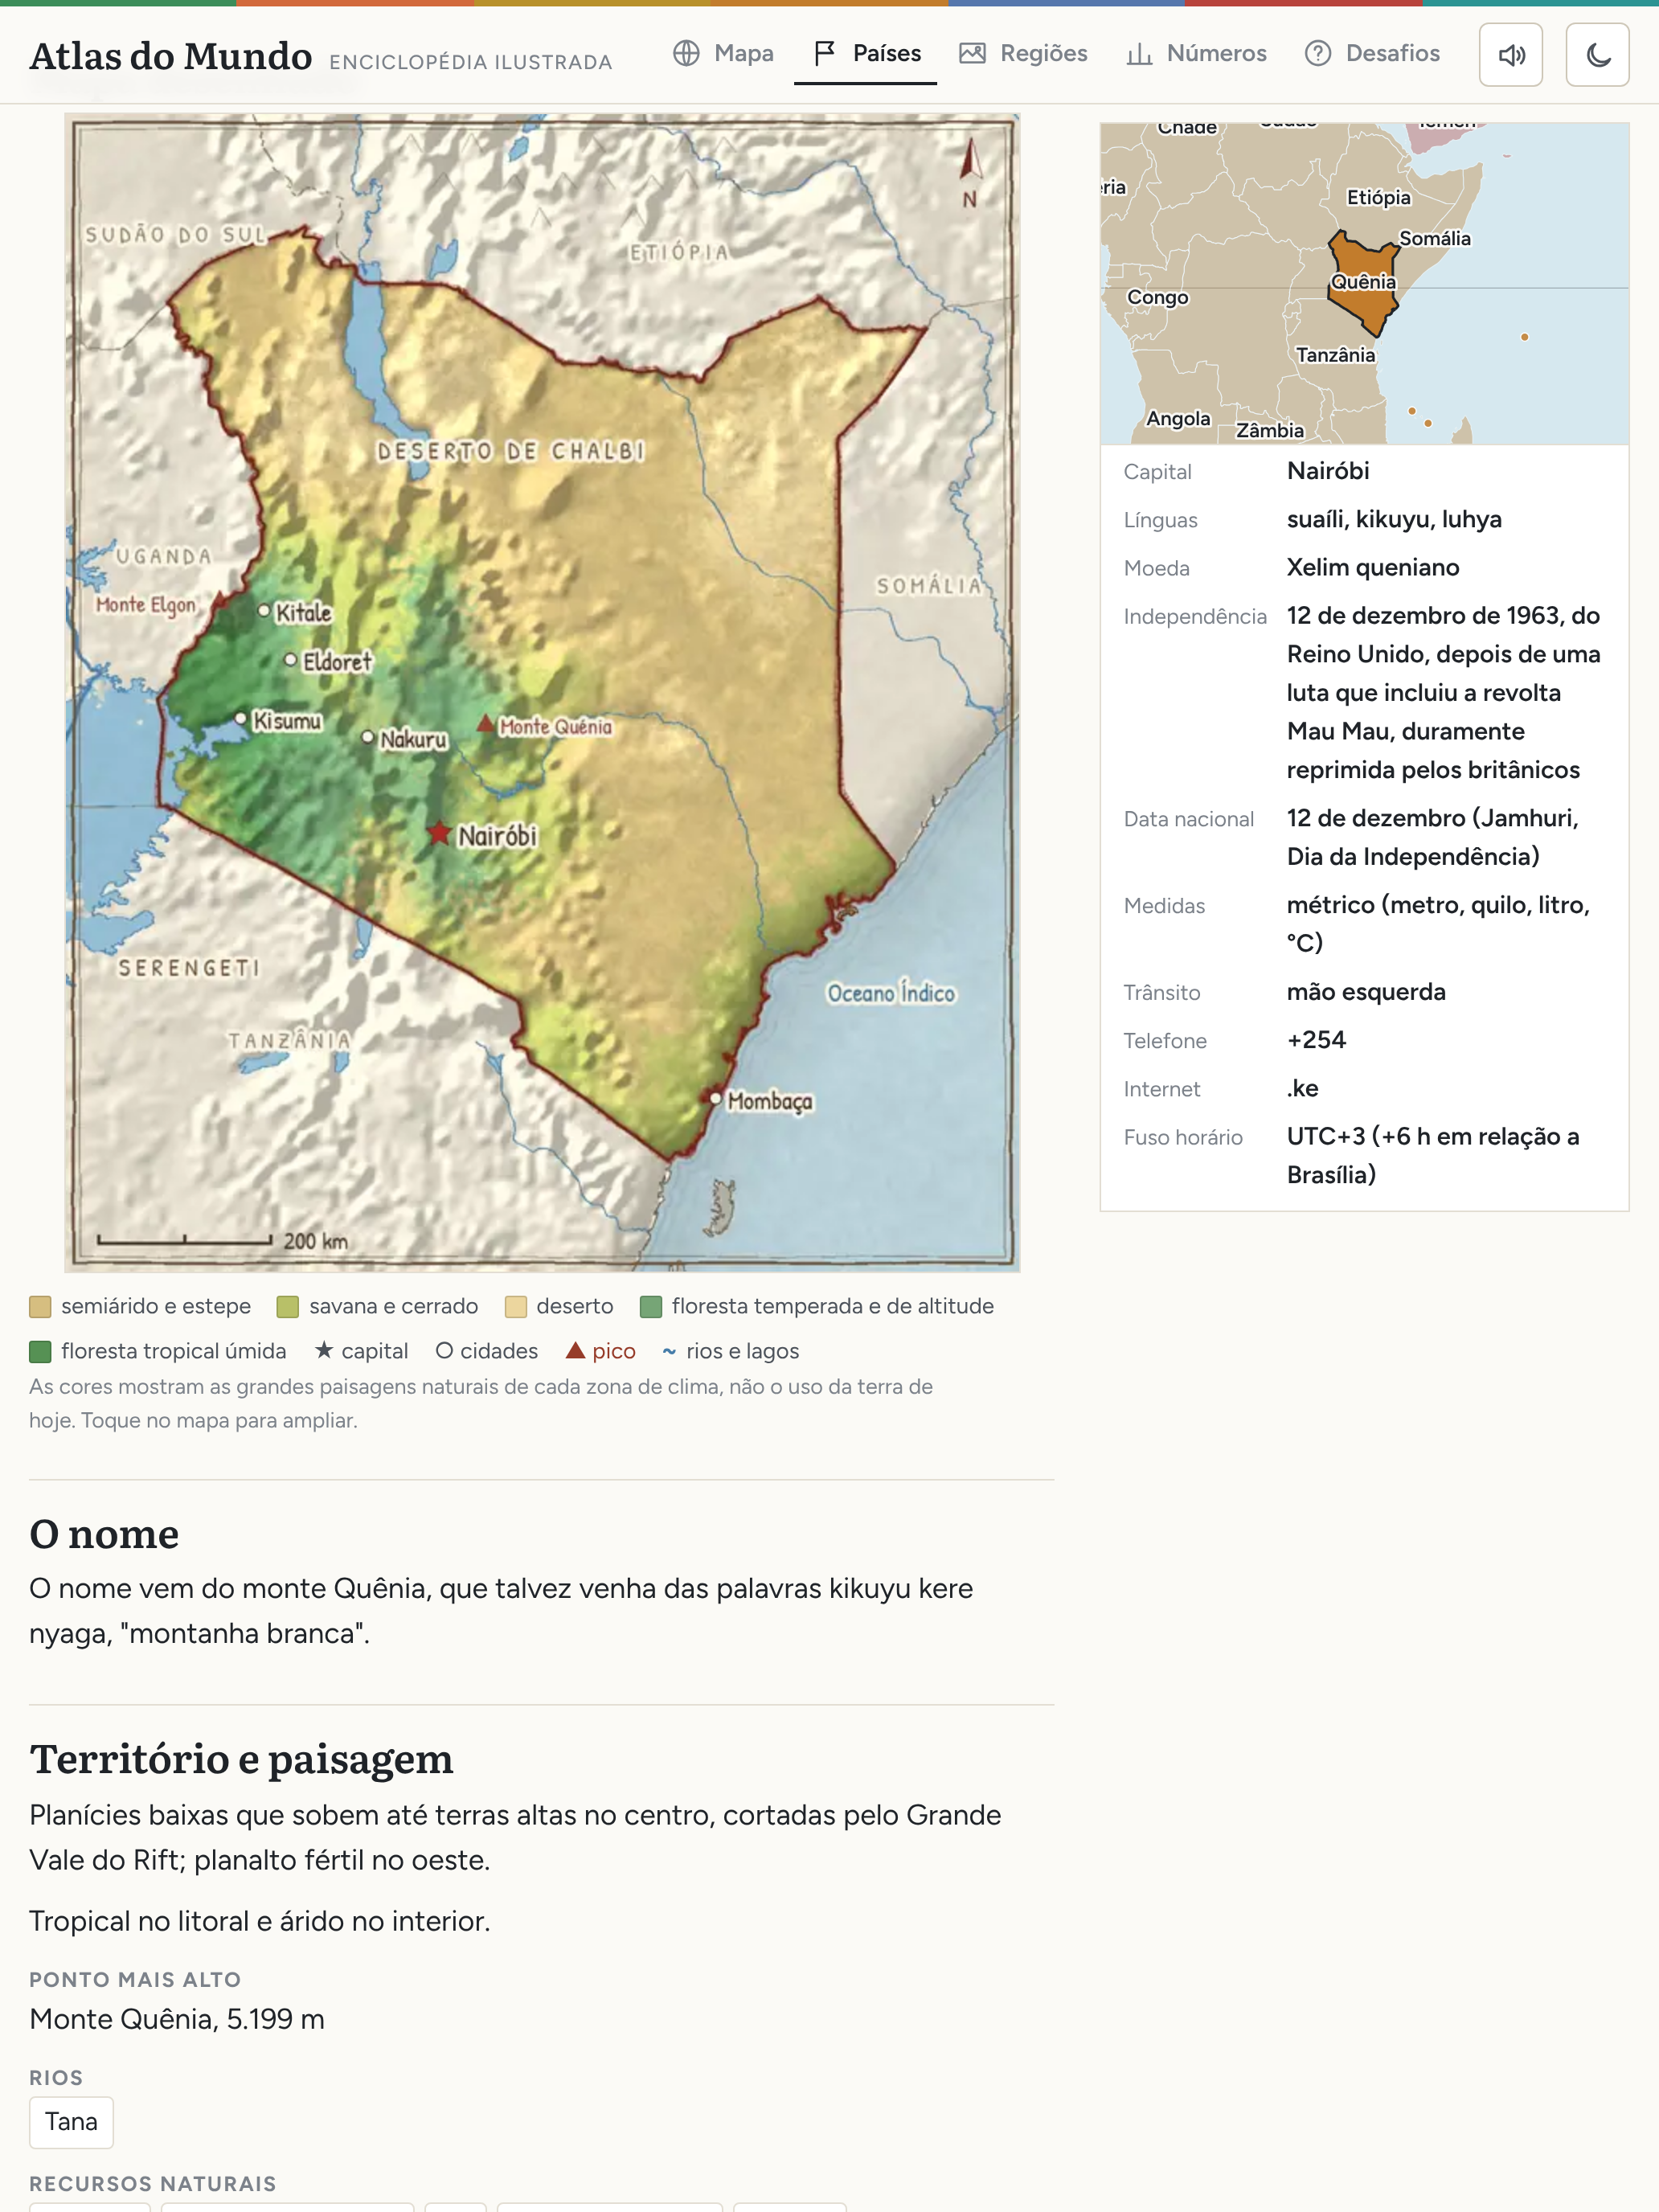 Atlas do Mundo ENCICLOPÉDIA ILUSTRADA
Mapa
Países
Regiões
Números
Desafios
N
SUDÃO DO SUL
ETIÓPIA
DESERTO DE CHALBI
UGANDA
SOMÁLIA
Monte Elgon
Kitale
Eldoret
Kisumu
Monte Quénia
Nakuru
Nairóbi
SERENGETI
Oceano Índico
TANZÂNIA
Mombaça
200 km
semiárido e estepe savana e cerrado deserto floresta temperada e de altitude
floresta tropical úmida ★ capital cidades pico ~ rios e lagos
As cores mostram as grandes paisagens naturais de cada zona de clima, não o uso da terra de
hoje. Toque no mapa para ampliar.
O nome
O nome vem do monte Quênia, que talvez venha das palavras kikuyu kere
nyaga, "montanha branca".
Território e paisagem
Planícies baixas que sobem até terras altas no centro, cortadas pelo Grande
Vale do Rift; planalto fértil no oeste.
Tropical no litoral e árido no interior.
PONTO MAIS ALTO
Monte Quênia, 5.199 m
RIOS
Tana
RECURSOS NATURAIS
Chade
Etiópia
Somália
Quênia
Congo
Tanzânia
Angola
Zâmbia
Capital Nairóbi
Línguas suaíli, kikuyu, luhya
Moeda Xelim queniano
Independência 12 de dezembro de 1963, do
Reino Unido, depois de uma
luta que incluiu a revolta
Mau Mau, duramente
reprimida pelos britânicos
Data nacional 12 de dezembro (Jamhuri,
Dia da Independência)
Medidas métrico (metro, quilo, litro,
°C)
Trânsito mão esquerda
Telefone +254
Internet .ke
Fuso horário UTC+3 (+6 h em relação a
Brasília)